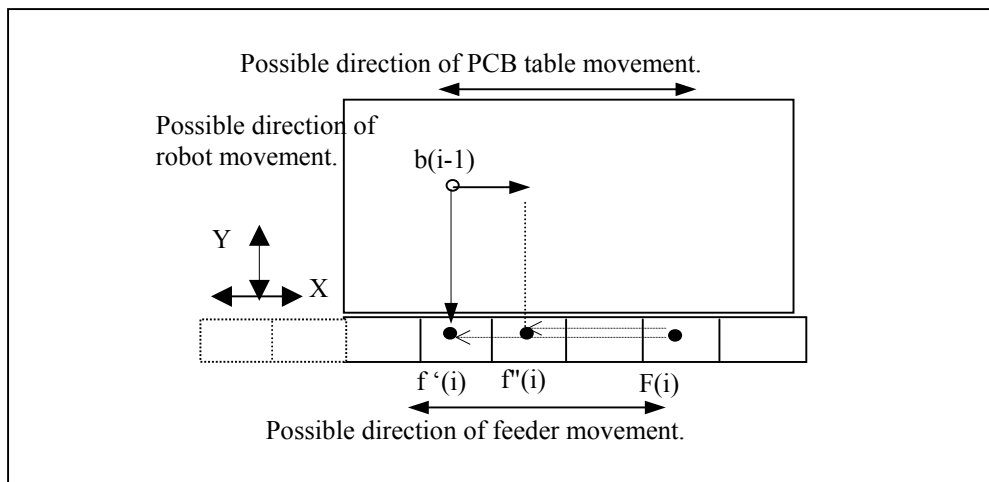 Possible direction of PCB table movement.
Possible direction of
robot movement.
b(i-1)
Y
X
f ‘(i)
f"(i)
F(i)
Possible direction of feeder movement.